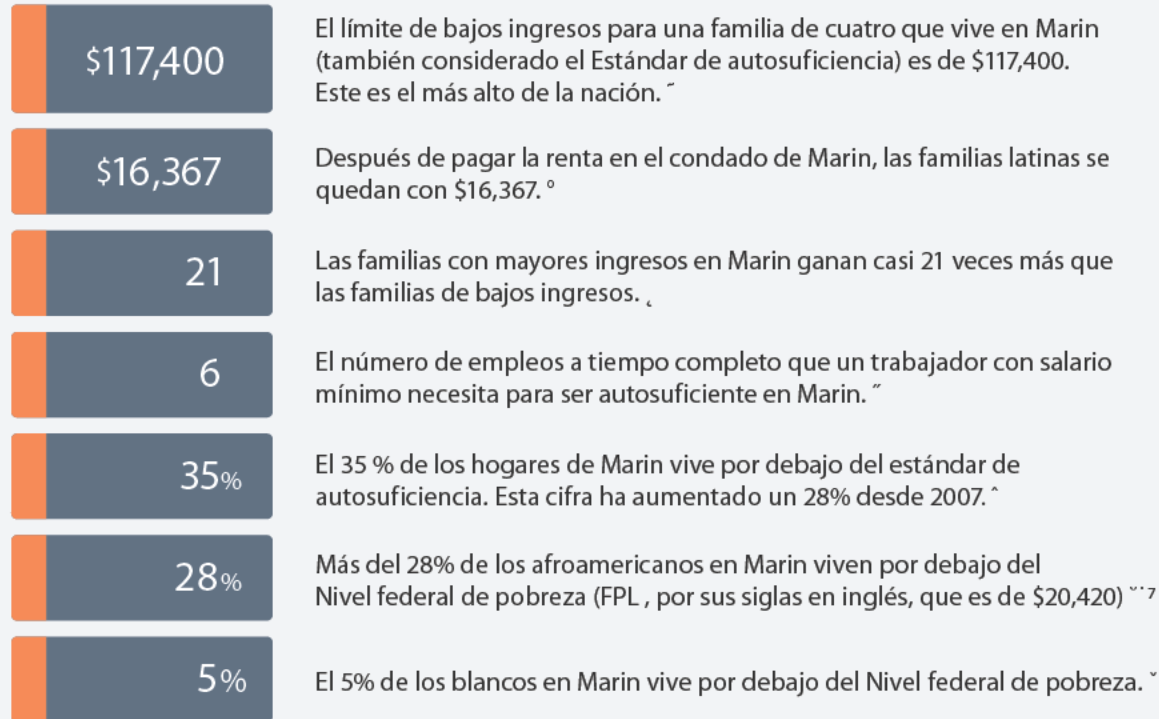 $117,400
El límite de bajos ingresos para una familia de cuatro que vive en Marin
(también considerado el Estándar de autosuficiencia) es de $117,400.
Este es el más alto de la nación. ˜
$16,367
Después de pagar la renta en el condado de Marin, las familias latinas se
quedan con $16,367. °
21
Las familias con mayores ingresos en Marin ganan casi 21 veces más que
las familias de bajos ingresos. ˛
6
El número de empleos a tiempo completo que un trabajador con salario
mínimo necesita para ser autosuficiente en Marin. ˝
35%
El 35 % de los hogares de Marin vive por debajo del estándar de
autosuficiencia. Esta cifra ha aumentado un 28% desde 2007. ˆ
28%
Más del 28% de los afroamericanos en Marin viven por debajo del
Nivel federal de pobreza (FPL , por sus siglas en inglés, que es de $20,420) ˘˙7
5%
El 5% de los blancos en Marin vive por debajo del Nivel federal de pobreza. ˇ